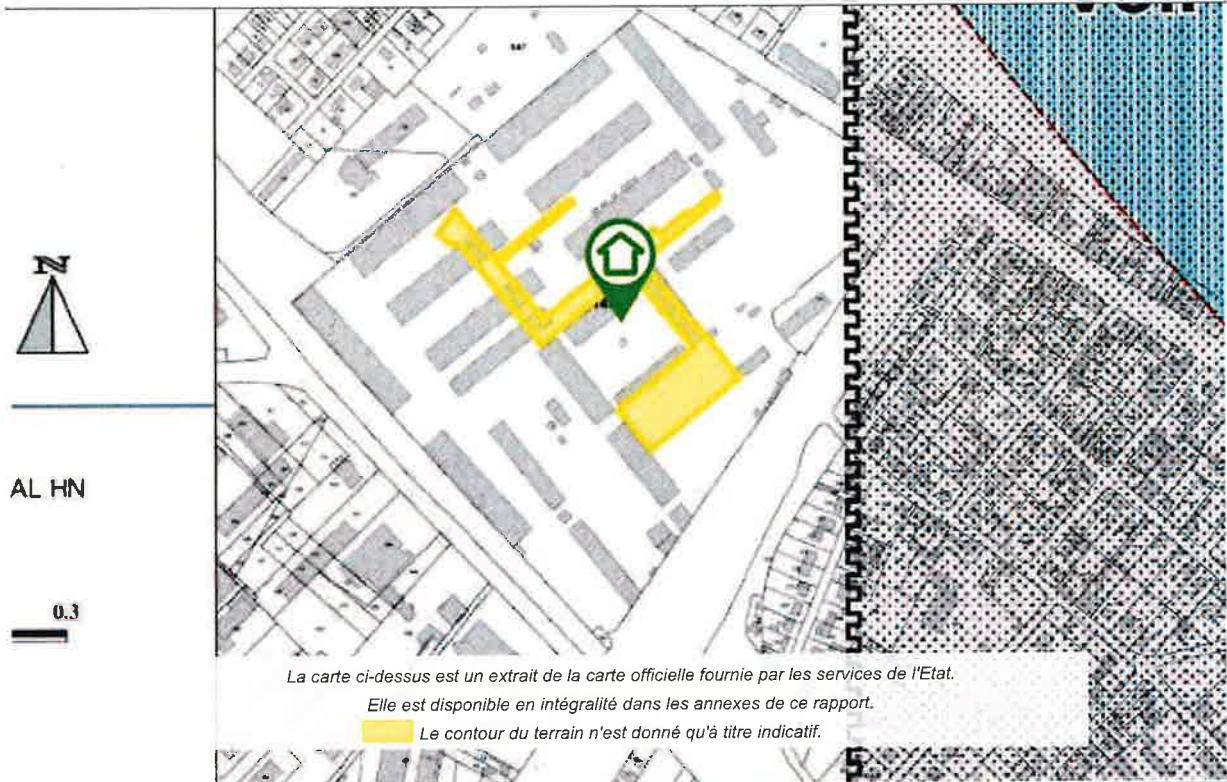 N
AL HN
0.3
La carte ci-dessus est un extrait de la carte officielle fournie par les services de l'Etat.
Elle est disponible en intégralité dans les annexes de ce rapport.
Le contour du terrain n'est donné qu'à titre indicatif.